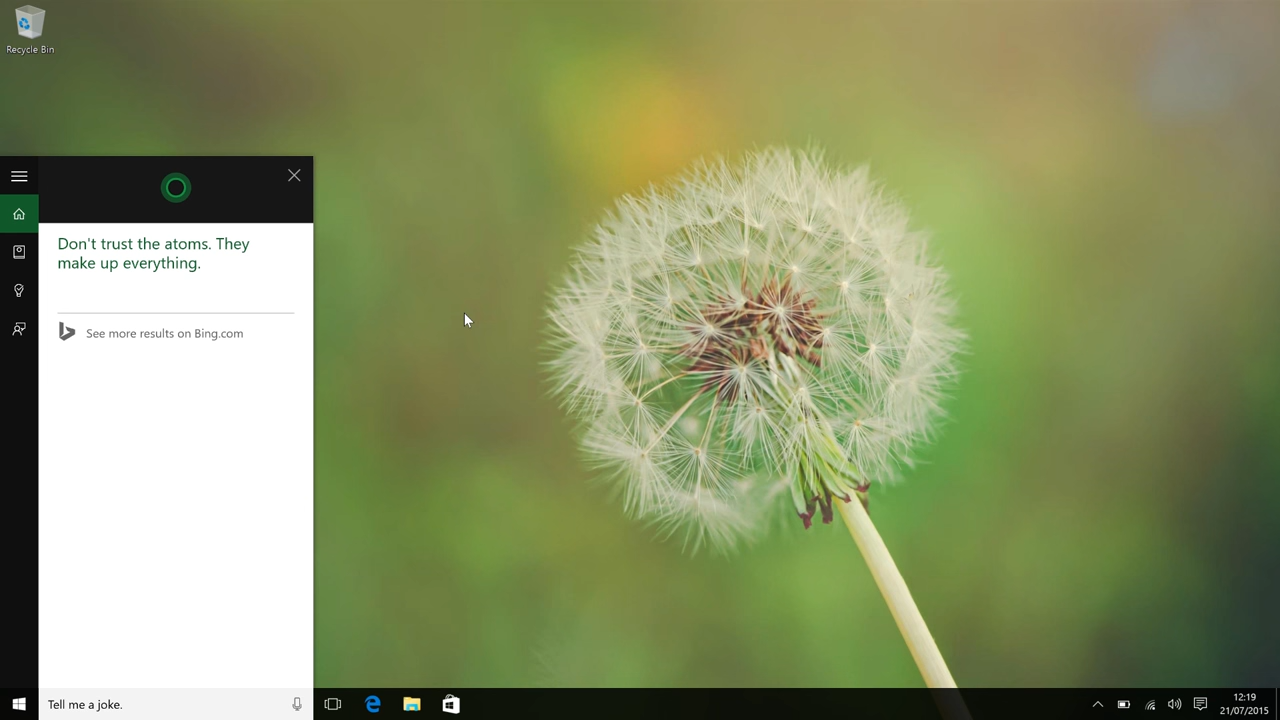 Recycle Bin
Don't trust the atoms. They
make up everything.
See more results on Bing.com
Tell me a joke.
12:19
21/07/2015